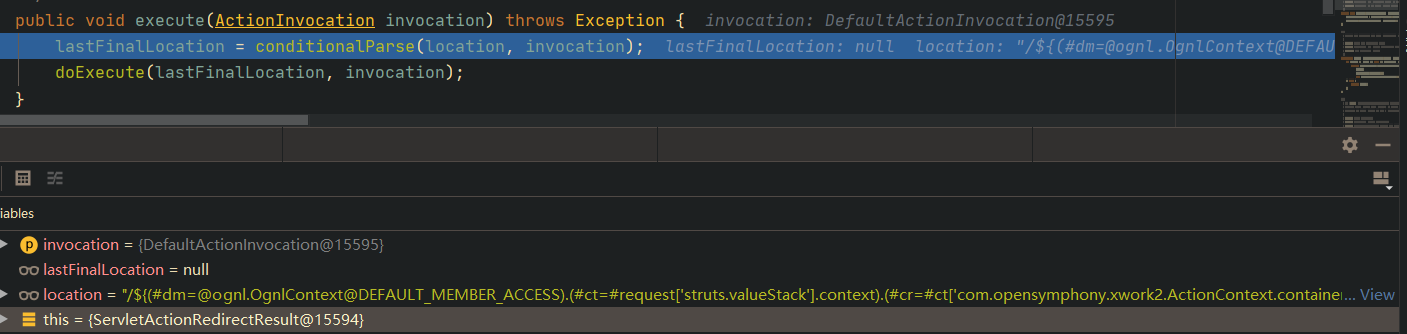 public void execute(ActionInvocation invocation) throws Exception { invocation: DefaultActionInvocation@15595
lastFinalLocation = conditionalParse(location, invocation); lastFinalLocation: null location: "/${(#dm=@ognl.OgnlContext@DEFAU
doExecute(lastFinalLocation, invocation);
}
iables
p invocation = {DefaultActionInvocation@15595}
lastFinalLocation = null
location = "/${(#dm=@ognl.OgnlContext@DEFAULT_MEMBER_ACCESS).(#ct=#request['struts.valueStack'].context).(#cr=#ct['com.opensymphony.xwork2.ActionContext.container... View
this = {ServletActionRedirectResult@15594}